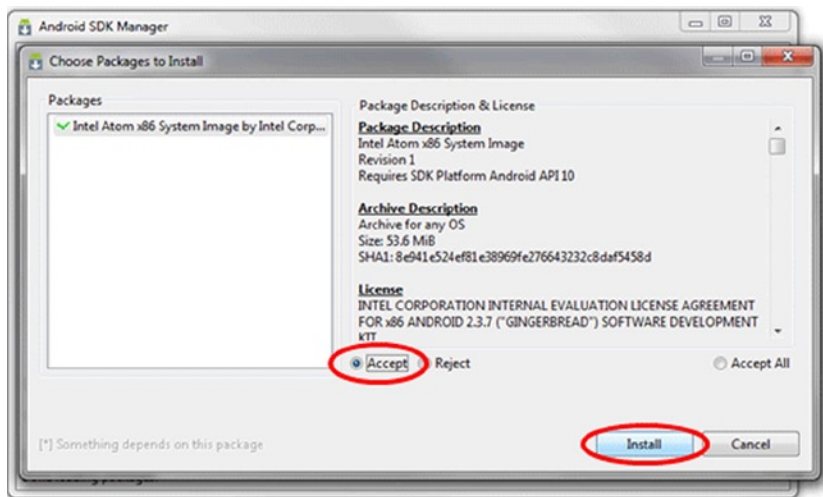 Android SDK Manager
Choose Packages to Install
Packages
Intel Atom x86 System Image by Intel Corp...
Package Description & License
Package Description
Intel Atom x86 System Image
Revision 1
Requires SDK Platform Android API 10
Archive Description
Archive for any OS
Size: 53.6 MiB
SHA1: 8e941e524ef81e38969fe276643232c8daf5458d
License
INTEL CORPORATION INTERNAL EVALUATION LICENSE AGREEMENT
FOR x86 ANDROID 2.3.7 ("GINGERBREAD") SOFTWARE DEVELOPMENT
KIT
Accept Reject Accept All
[*] Something depends on this package
Install Cancel